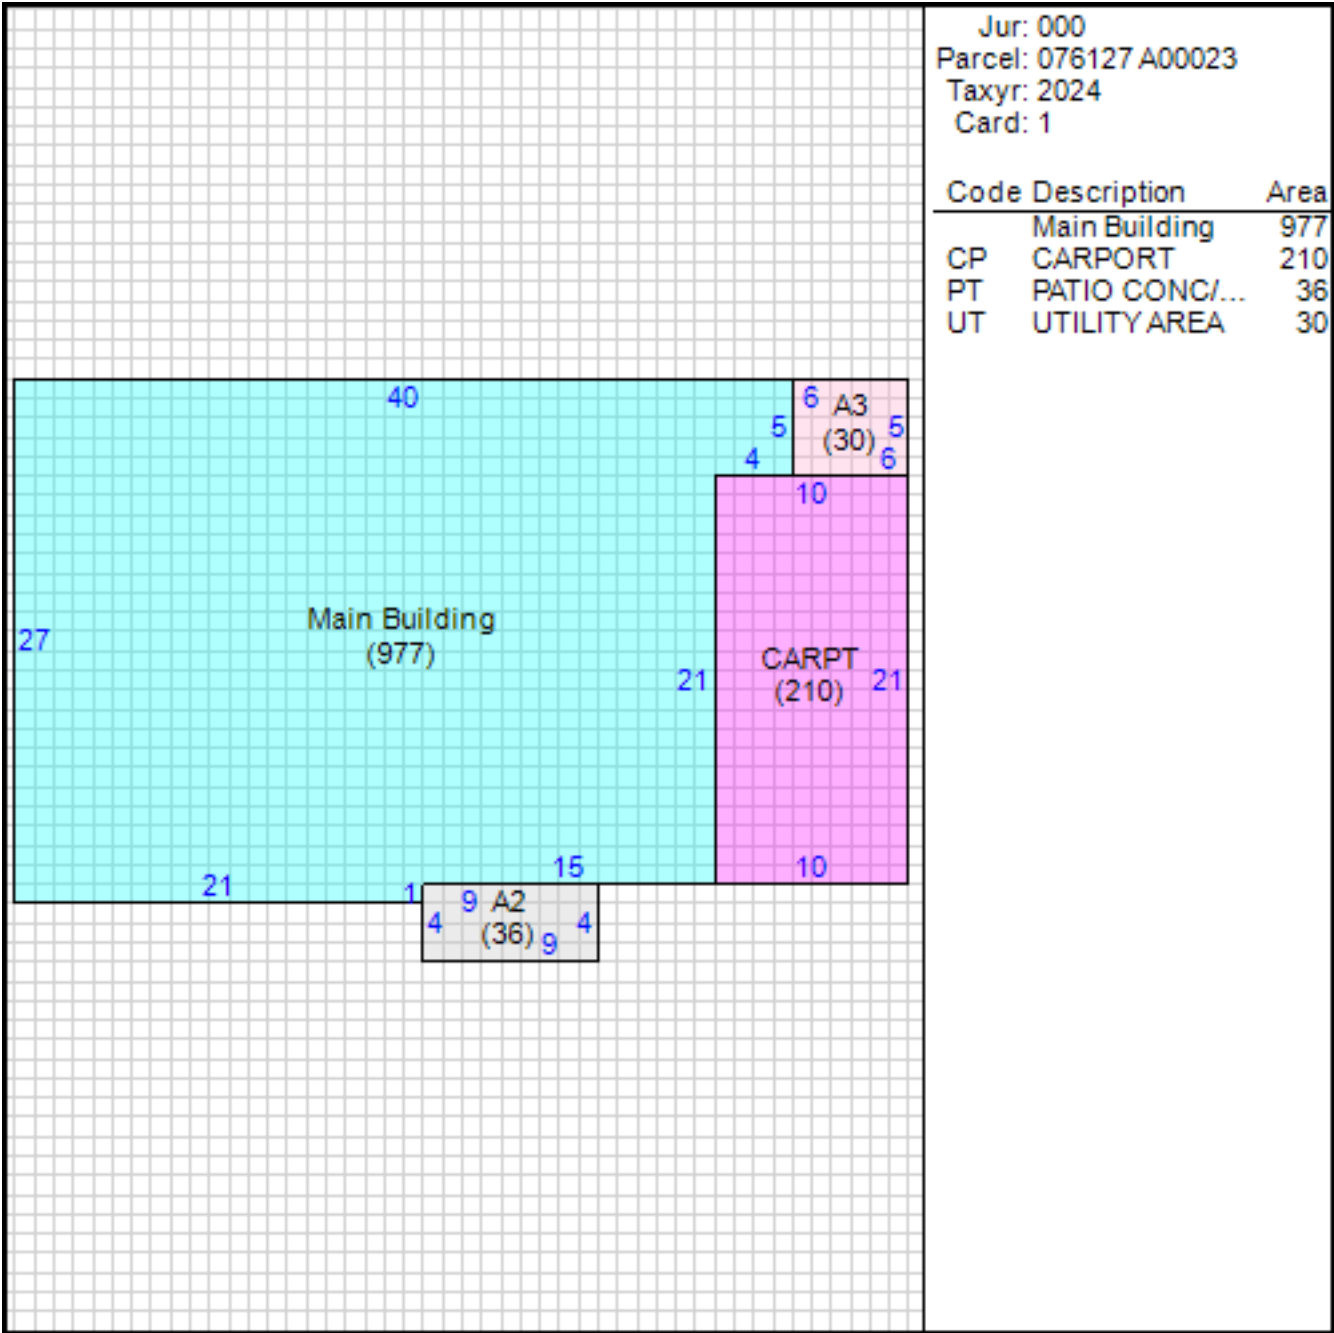 Jur: 000
Parcel: 076127 A00023
Taxyr: 2024
Card: 1
Code Description Area
Main Building 977
CP CARPORT 210
PT PATIO CONC/... 36
UT UTILITY AREA 30
40
6 A3
5 (30) 5
4 6
10
Main Building
(977)
27
21
CARPT
(210) 21
15
10
21
1
9 A2
4 (36) 4
9